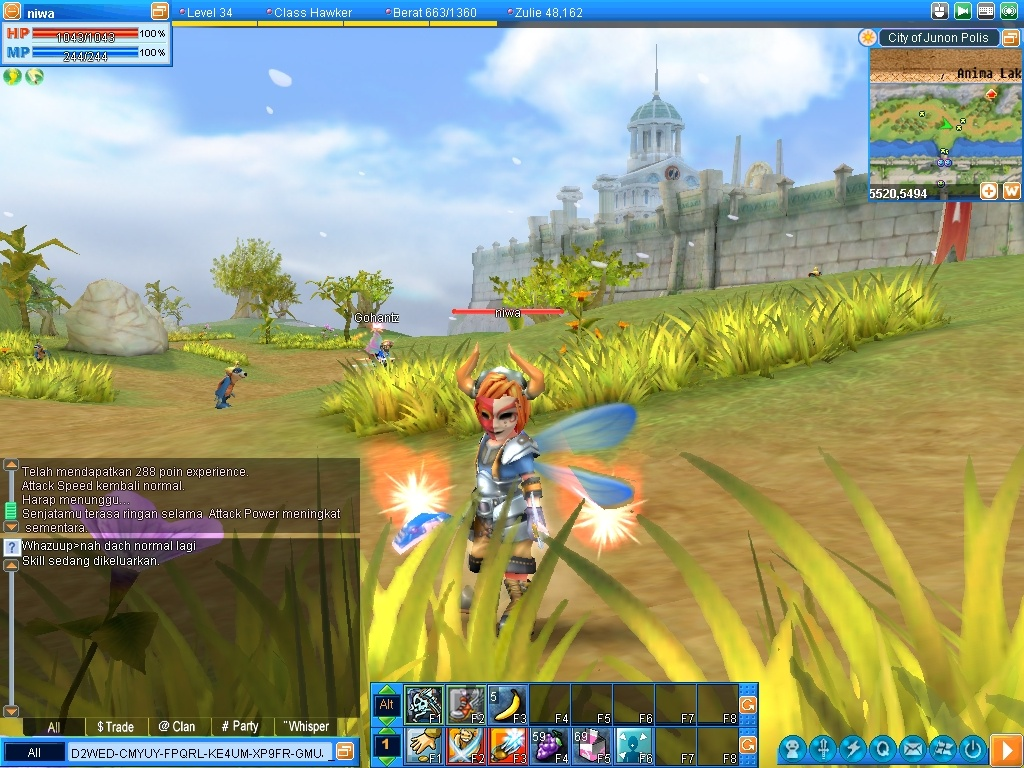 niwa
Level 34
Class Hawker
Berat 663/1360
Zulie 48,162
HP 1043/1043 100%
MP 244/244 100%
City of Junon Polis
Anima Lak
5520,5494
W
Gohantz
niwa
Telah mendapatkan 288 poin experience.
Attack Speed kembali normal.
Harap menunggu...
Senjatamu terasa ringan selama Attack Power meningkat
sementara.
Whazuup>nah dach normal lagi
Skill sedang dikeluarkan.
All $Trade @ Clan # Party "Whisper
All D2WED-CMYUY-FPQRL-KE4UM-XP9FR-GMU
Alt F1 F2 5 F3 F4 F5 F6 F7 F8
1 F1 F2 F3 59 F4 69 F5 F6 F7 F8